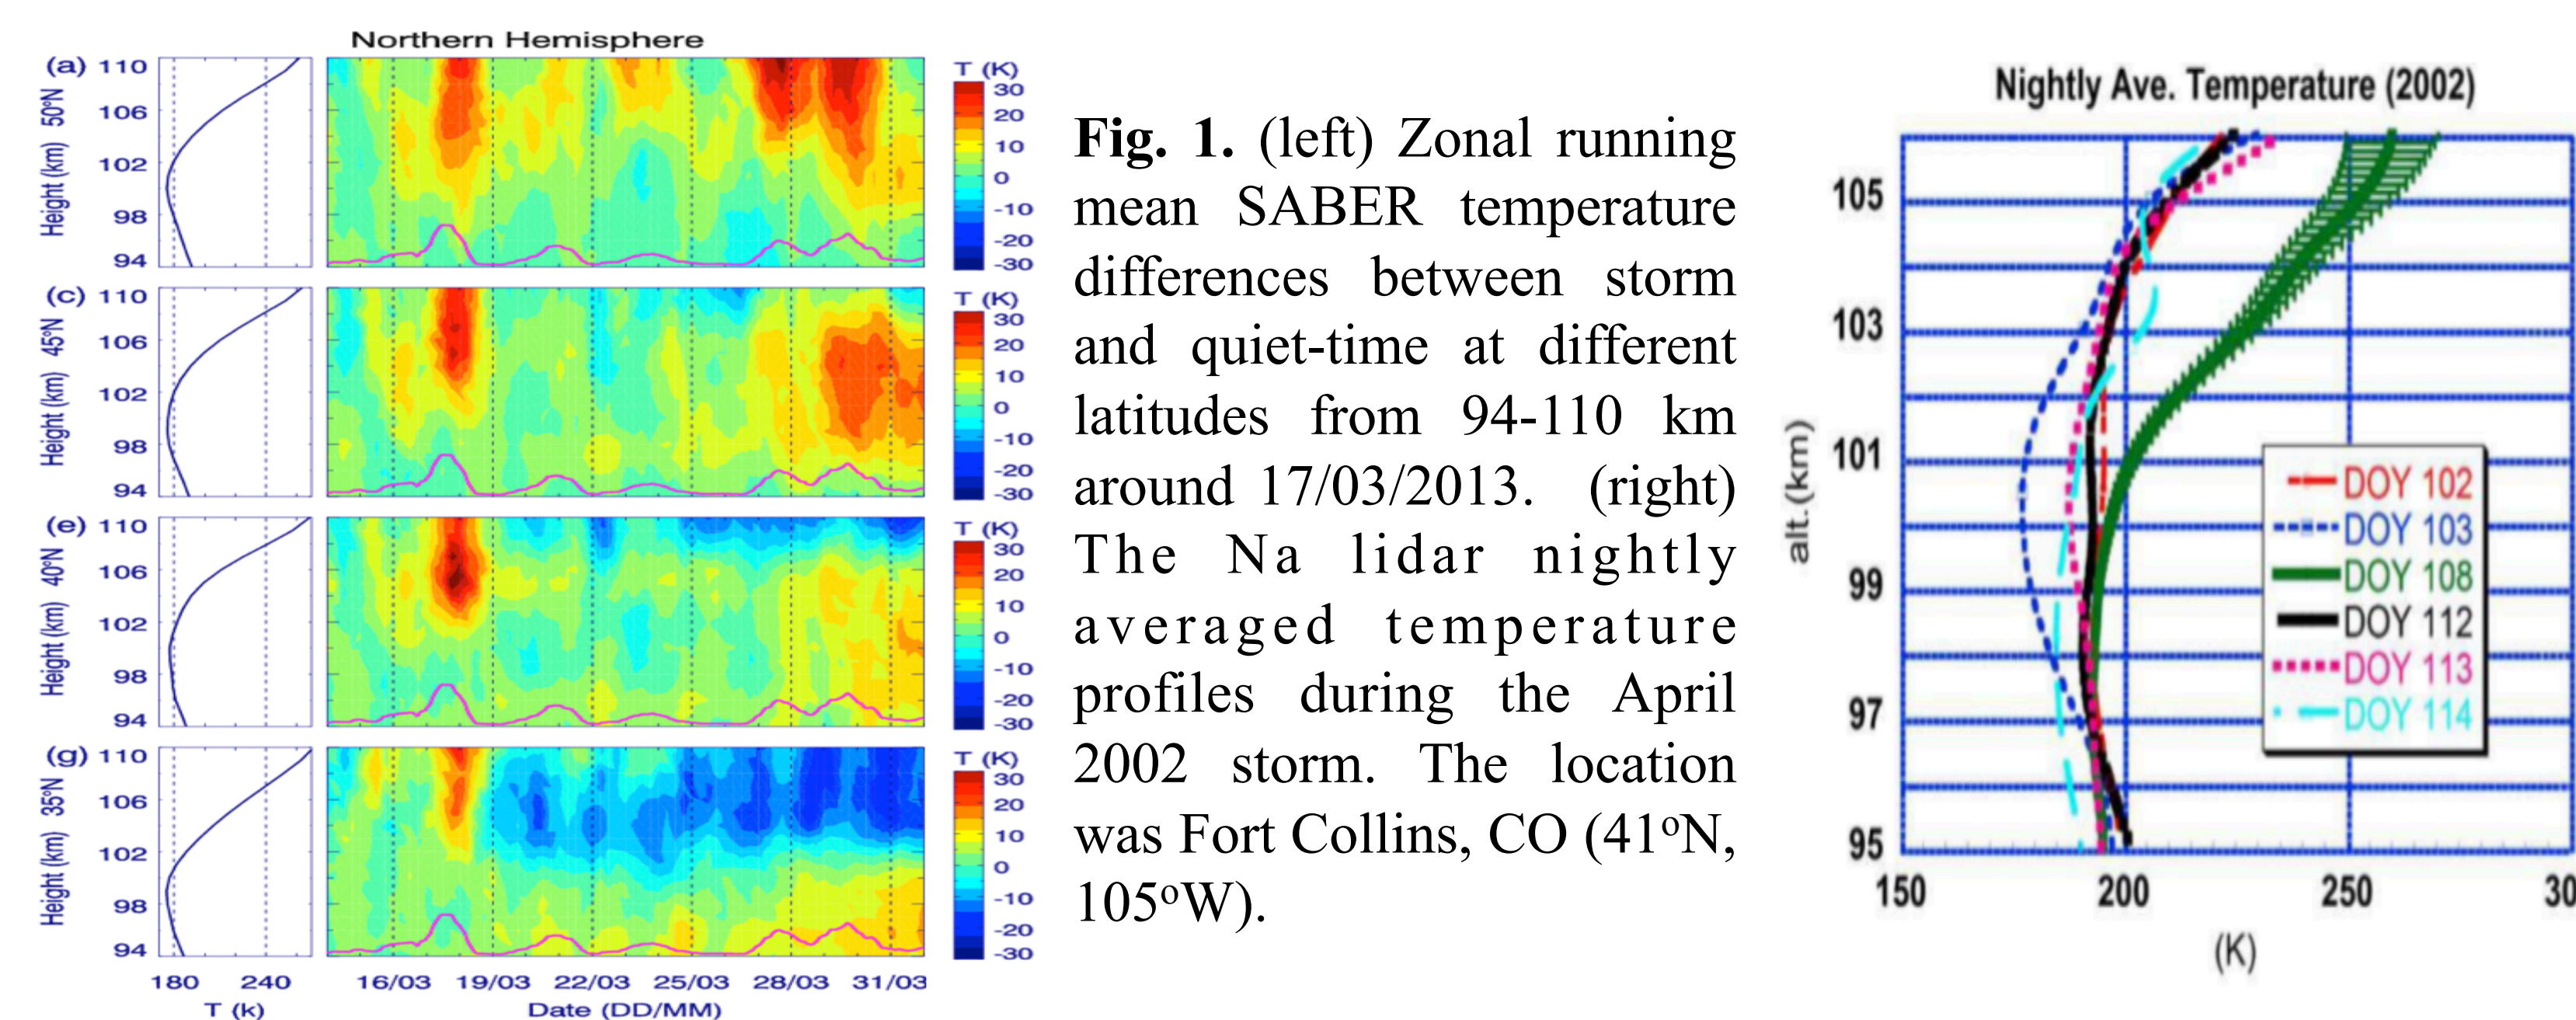 Northern Hemisphere
(a) 110
106
102
98
94
Height (km) 50°N
T (K)
30
20
10
0
-10
-20
-30
(c) 110
106
102
98
94
Height (km) 45°N
T (K)
30
20
10
0
-10
-20
-30
(e) 110
106
102
98
94
Height (km) 40°N
T (K)
30
20
10
0
-10
-20
-30
(g) 110
106
102
98
94
Height (km) 35°N
T (K)
30
20
10
0
-10
-20
-30
180 240
T (k)
16/03 19/03 22/03 25/03 28/03 31/03
Date (DD/MM)
Fig. 1. (left) Zonal running
mean SABER temperature
differences between storm
and quiet-time at different
latitudes from 94-110 km
around 17/03/2013. (right)
The Na lidar nightly
averaged temperature
profiles during the April
2002 storm. The location
was Fort Collins, CO (41°N,
105°W).
Nightly Ave. Temperature (2002)
105
103
101
99
97
95
alt.(km)
DOY 102
DOY 103
DOY 108
DOY 112
DOY 113
DOY 114
150 200 250 30
(K)